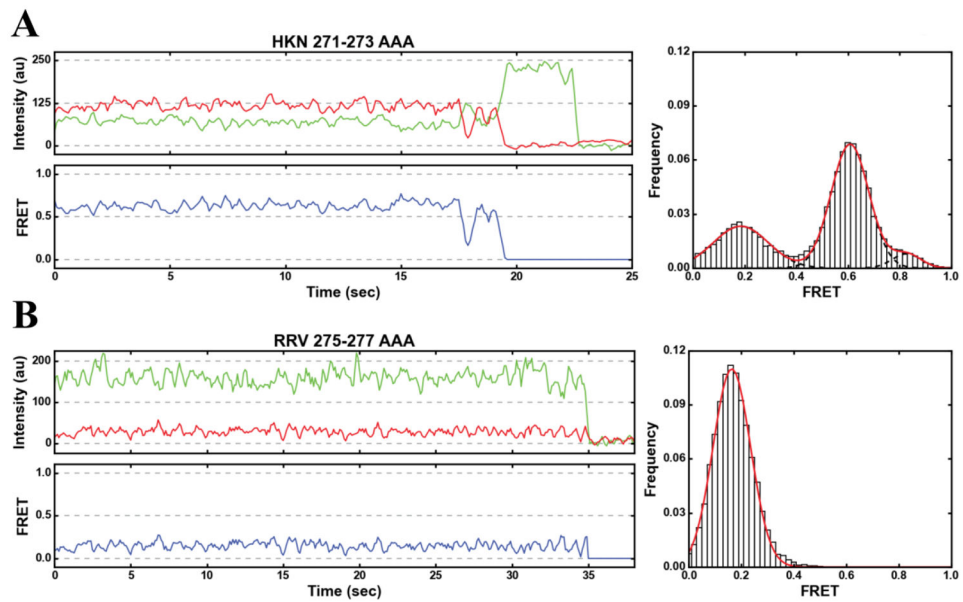 A
HKN 271-273 AAA
Intensity (au)
250
125
0
FRET
1.0
0.5
0.0
0 5 10 15 20 25
Time (sec)
Frequency
0.12
0.09
0.06
0.03
0.00
0.0 0.2 0.4 0.6 0.8 1.0
FRET
B
RRV 275-277 AAA
Intensity (au)
200
100
0
FRET
1.0
0.5
0.0
0 5 10 15 20 25 30 35
Time (sec)
Frequency
0.12
0.09
0.06
0.03
0.00
0.0 0.2 0.4 0.6 0.8 1.0
FRET